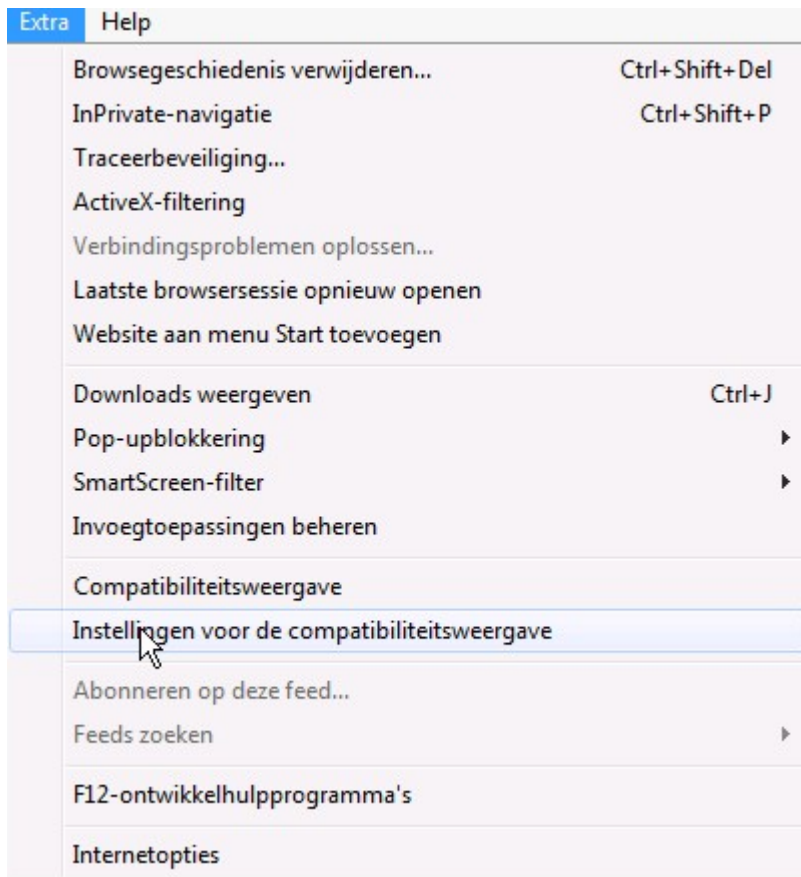 Extra Help
Browsegeschiedenis verwijderen... Ctrl+Shift+Del
InPrivate-navigatie Ctrl+Shift+P
Traceerbeveiliging...
ActiveX-filtering
Verbindingsproblemen oplossen...
Laatste browsersessie opnieuw openen
Website aan menu Start toevoegen
Downloads weergeven Ctrl+J
Pop-upblokkering
SmartScreen-filter
Invoegtoepassingen beheren
Compatibiliteitsweergave
Instellingen voor de compatibiliteitsweergave
Abonneren op deze feed...
Feeds zoeken
F12-ontwikkelhulpprogramma's
Internetopties